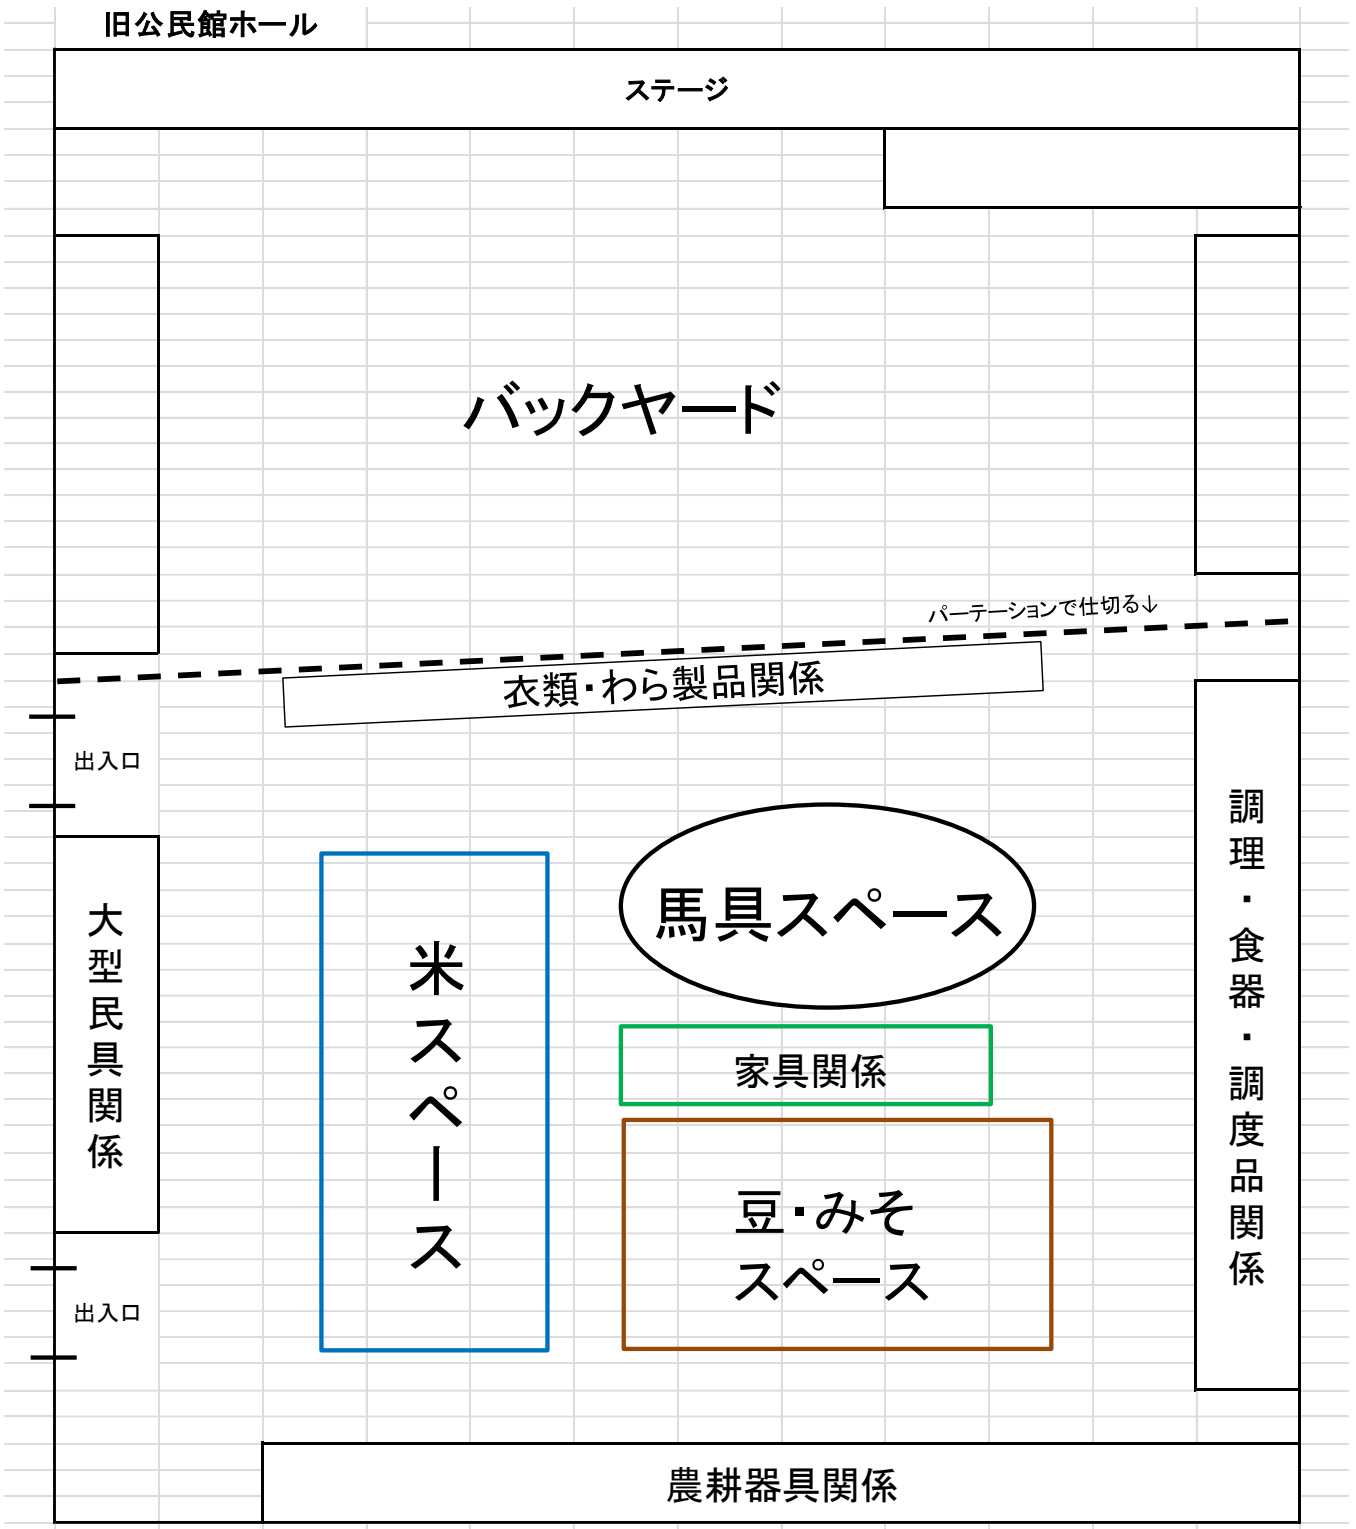 旧公民館ホール
ステージ
バックヤード
パーテーションで仕切る↓
衣類・わら製品関係
出入口
馬具スペース
米スペース
大型民具関係
調理・食器・調度品関係
家具関係
豆・みそ
スペース
出入口
農耕器具関係